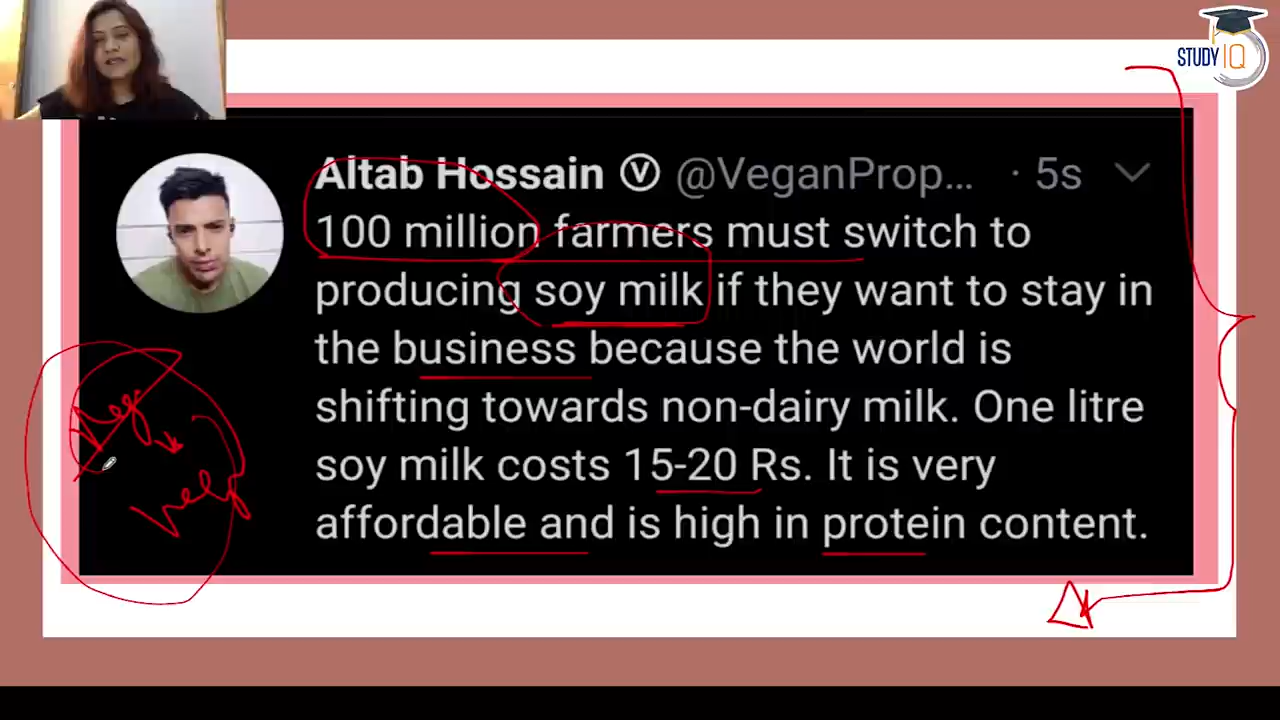 STUDY IQ
Altab Hossain V @VeganProp... · 5s
100 million farmers must switch to
producing soy milk if they want to stay in
the business because the world is
shifting towards non-dairy milk. One litre
soy milk costs 15-20 Rs. It is very
affordable and is high in protein content.
help